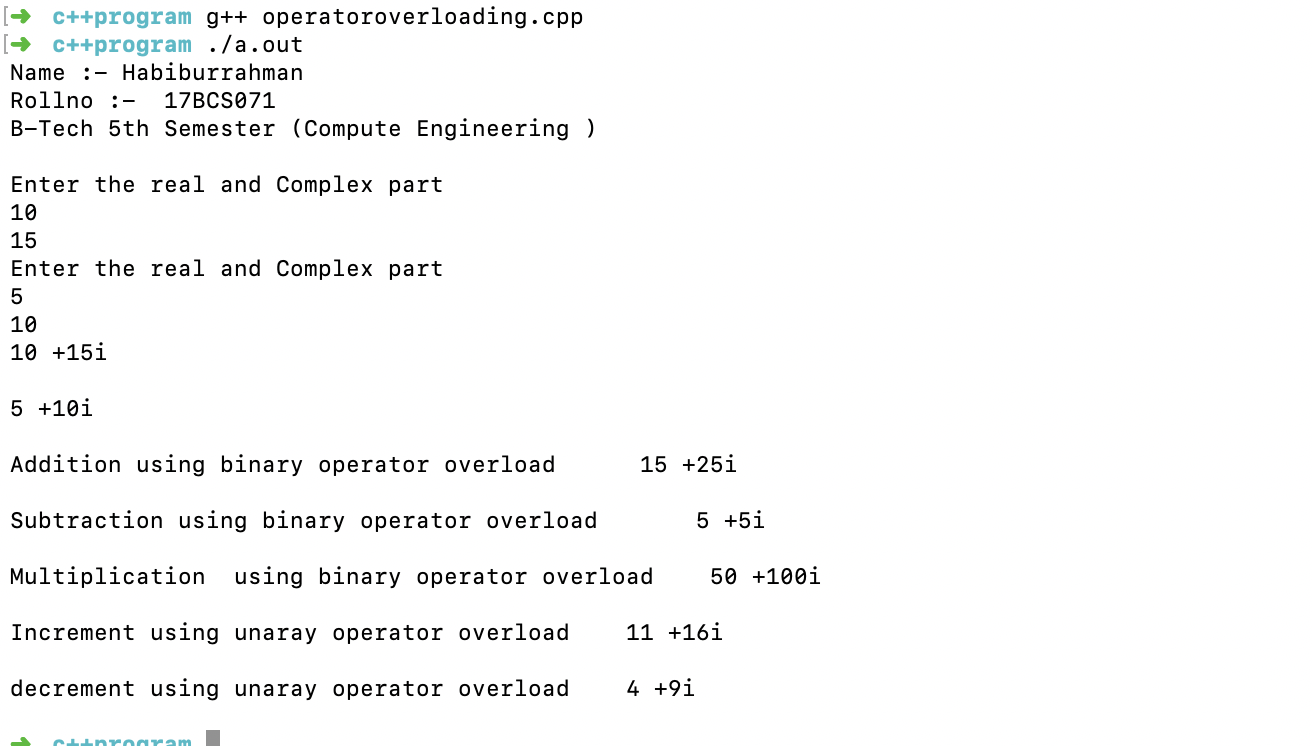 [➜  c++program g++ operatoroverloading.cpp
[➜  c++program ./a.out
Name :- Habiburrahman
Rollno :-  17BCS071
B-Tech 5th Semester (Compute Engineering )
Enter the real and Complex part
10
15
Enter the real and Complex part
5
10
10 +15i
5 +10i
Addition using binary operator overload      15 +25i
Subtraction using binary operator overload       5 +5i
Multiplication  using binary operator overload    50 +100i
Increment using unaray operator overload    11 +16i
decrement using unaray operator overload    4 +9i
➜  c++program